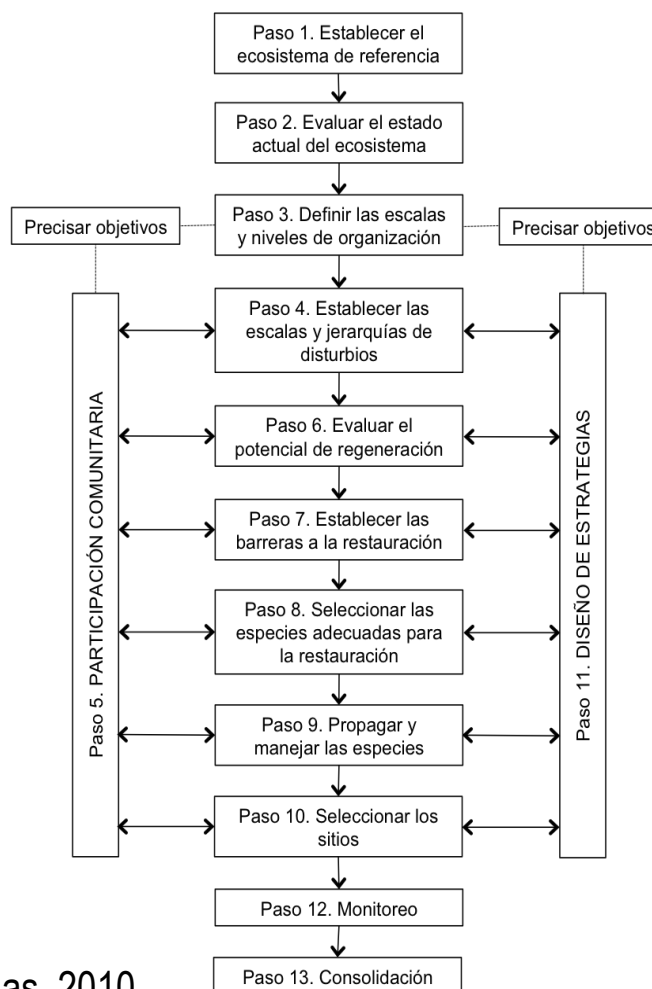 Paso 1. Establecer el
ecosistema de referencia
Paso 2. Evaluar el estado
actual del ecosistema
Precisar objetivos
Paso 3. Definir las escalas
y niveles de organización
Precisar objetivos
Paso 4. Establecer las
escalas y jerarquías de
disturbios
Paso 5. PARTICIPACIÓN COMUNITARIA
Paso 6. Evaluar el
potencial de regeneración
Paso 7. Establecer las
barreras a la restauración
Paso 8. Seleccionar las
especies adecuadas para
la restauración
Paso 9. Propagar y
manejar las especies
Paso 10. Seleccionar los
sitios
Paso 11. DISEÑO DE ESTRATEGIAS
Paso 12. Monitoreo
Paso 13. Consolidación
2010